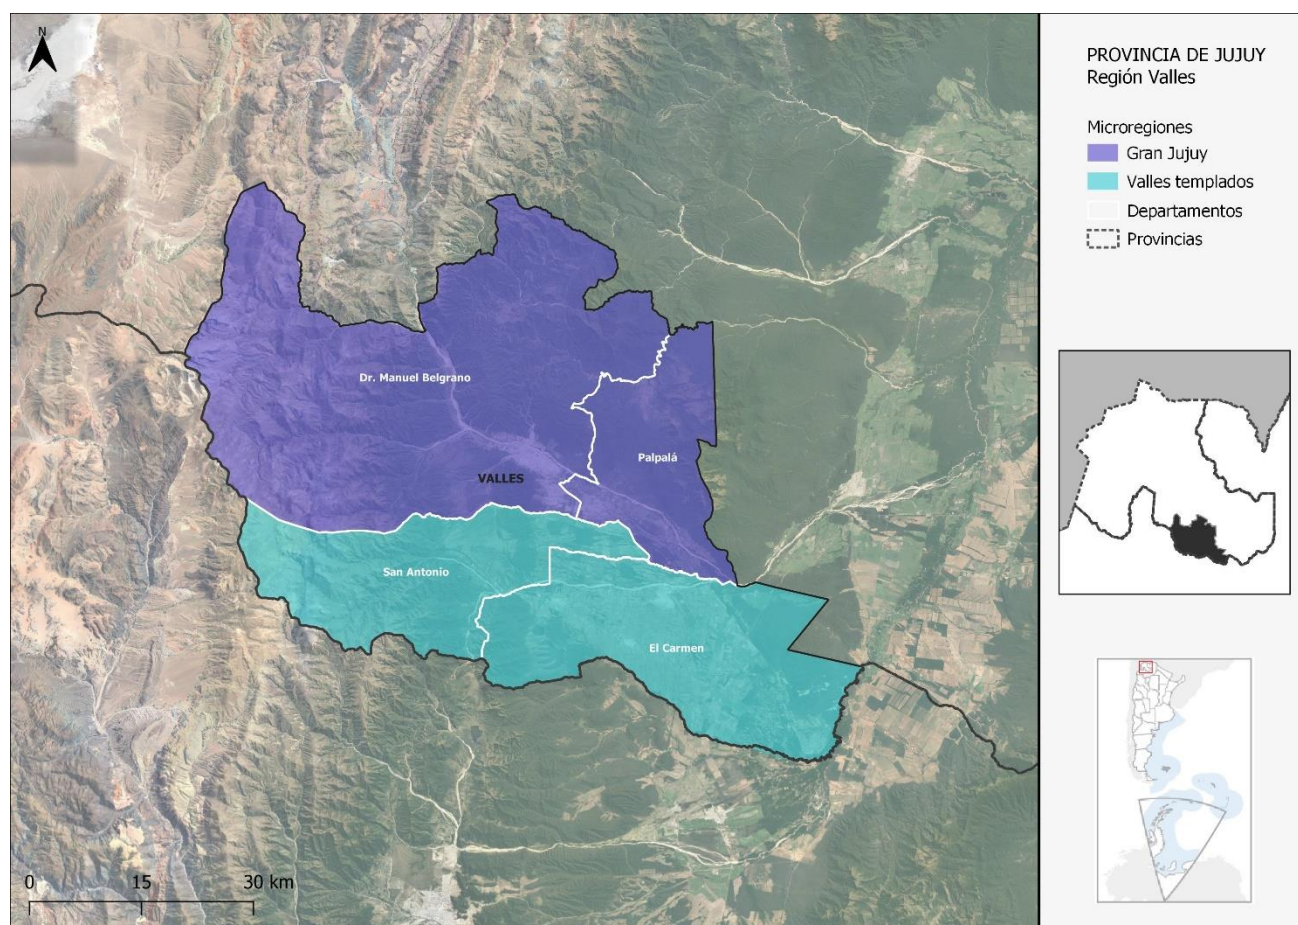 N
PROVINCIA DE JUJUY
Región Valles
Microregiones
Gran Jujuy
Valles templados
Departamentos
Provincias
Dr. Manuel Belgrano
Palpalá
VALLES
San Antonio
El Carmen
0 15 30 km